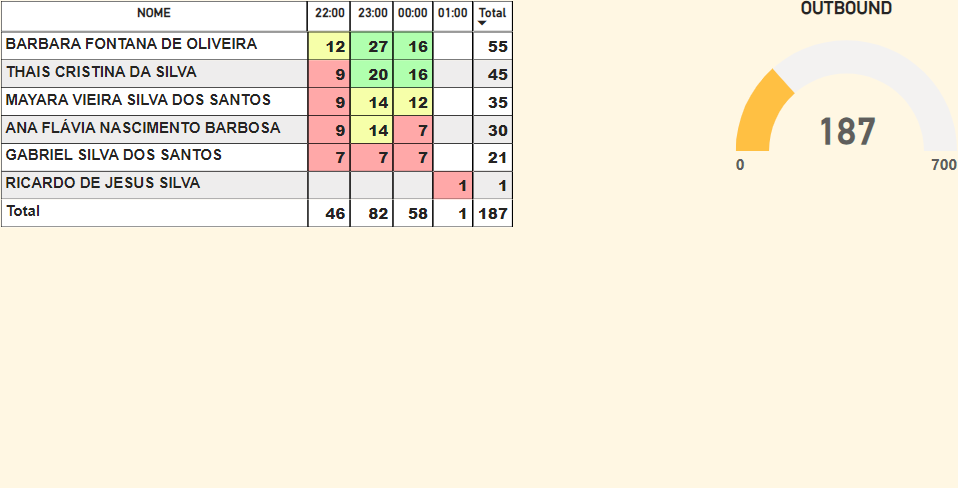 NOME 22:00 23:00 00:00 01:00 Total
BARBARA FONTANA DE OLIVEIRA 12 27 16 55
THAIS CRISTINA DA SILVA 9 20 16 45
MAYARA VIEIRA SILVA DOS SANTOS 9 14 12 35
ANA FLÁVIA NASCIMENTO BARBOSA 9 14 7 30
GABRIEL SILVA DOS SANTOS 7 7 7 21
RICARDO DE JESUS SILVA 1 1
Total 46 82 58 1 187
OUTBOUND
187
0 700